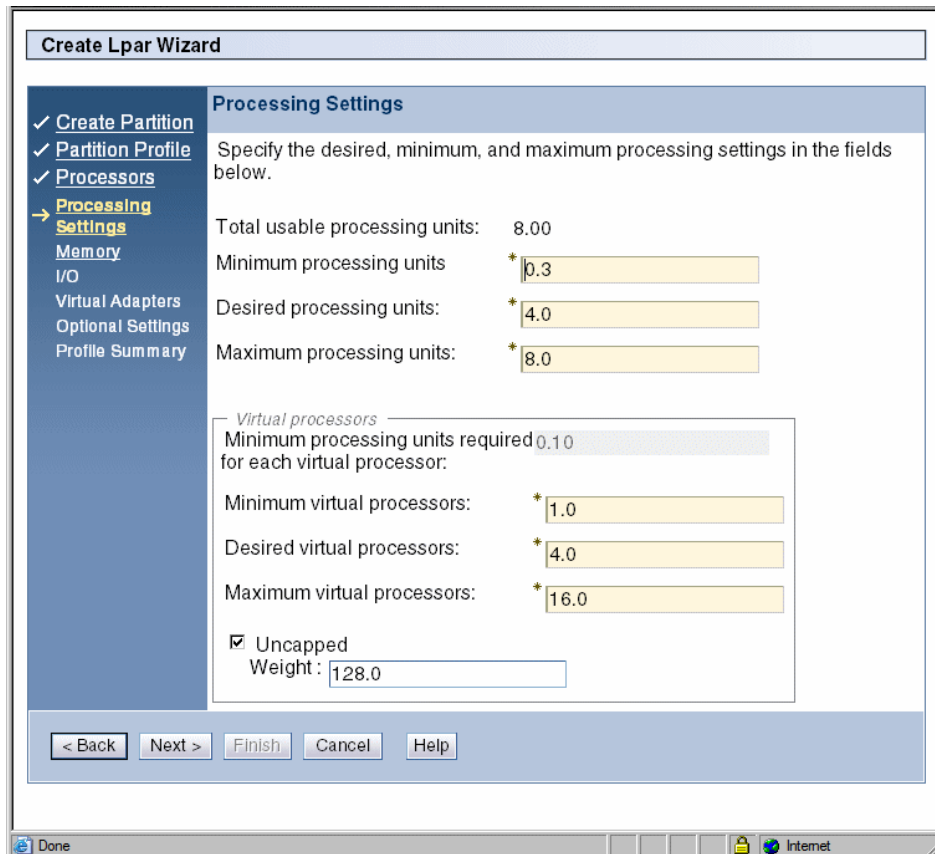 Create Lpar Wizard
Create Partition
Partition Profile
Processors
Processing
Settings
Memory
I/O
Virtual Adapters
Optional Settings
Profile Summary
Processing Settings
Specify the desired, minimum, and maximum processing settings in the fields
below.
Total usable processing units: 8.00
Minimum processing units * 0.3
Desired processing units: * 4.0
Maximum processing units: * 8.0
Virtual processors
Minimum processing units required 0.10
for each virtual processor:
Minimum virtual processors: * 1.0
Desired virtual processors: * 4.0
Maximum virtual processors: * 16.0
Uncapped
Weight : 128.0
< Back Next > Finish Cancel Help
Done Internet